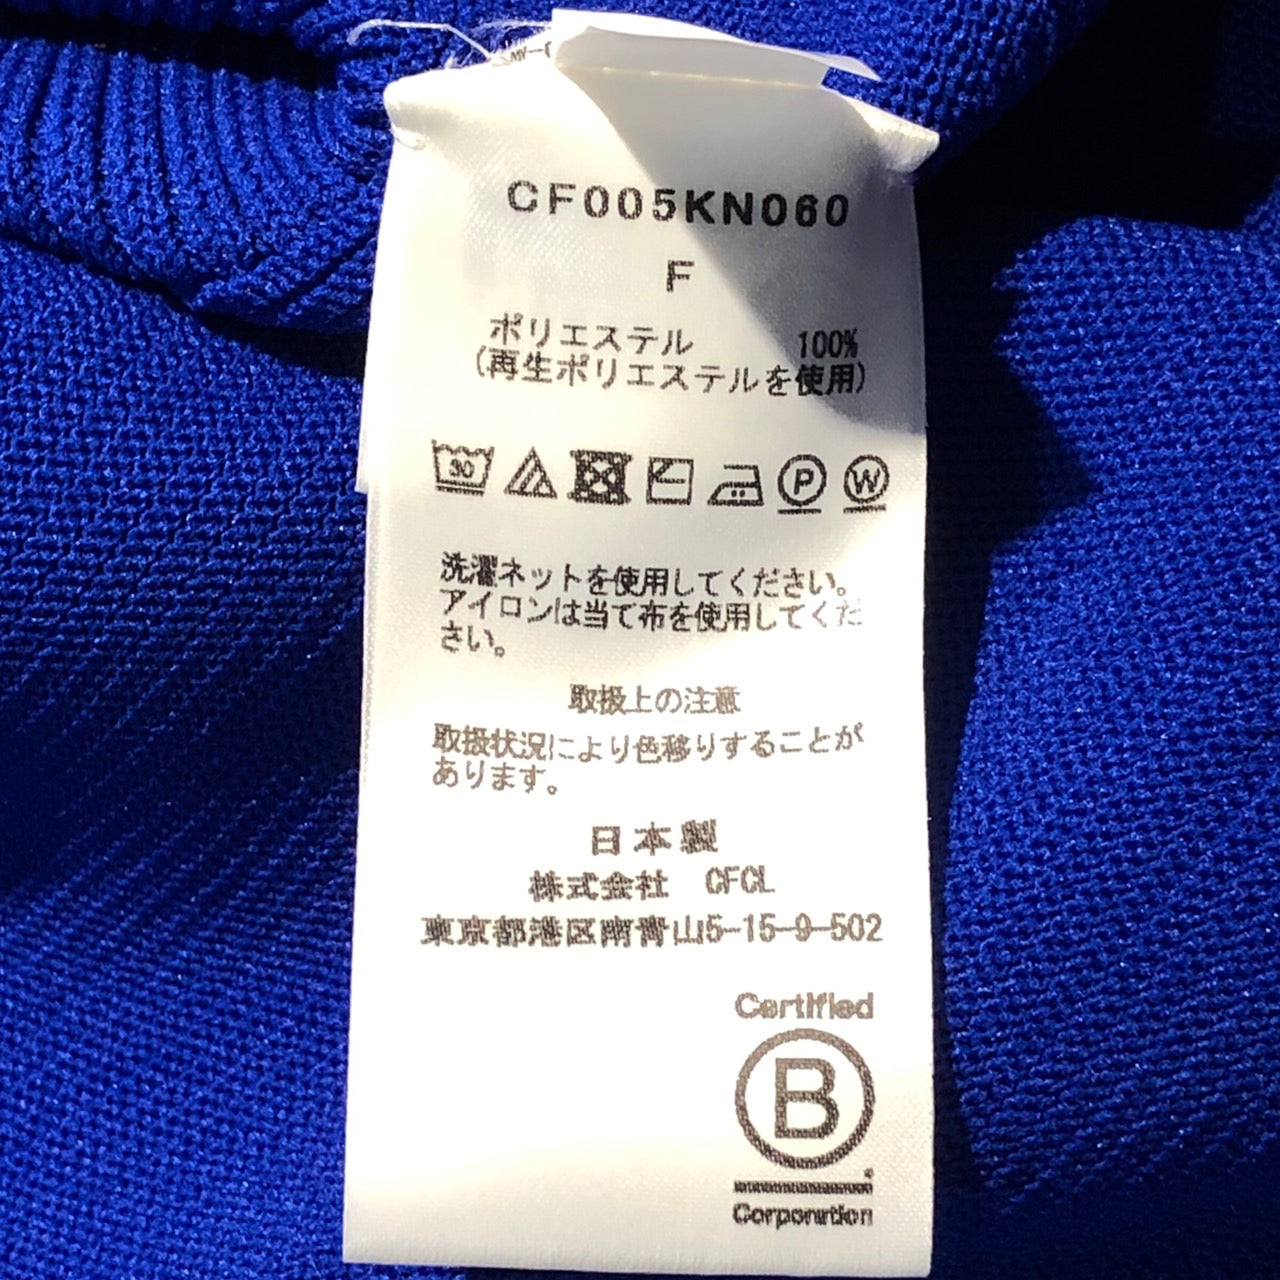 CF005KN060
F
ポリエステル 100%
(再生ポリエステルを使用)
30
P
W
洗濯ネットを使用してください。
アイロンは当て布を使用してくだ
さい。
取扱上の注意
取扱状況により色移りすることが
あります。
日本製
株式会社 CFCL
東京都港区南青山5-15-9-502
Certified
B
Corporation